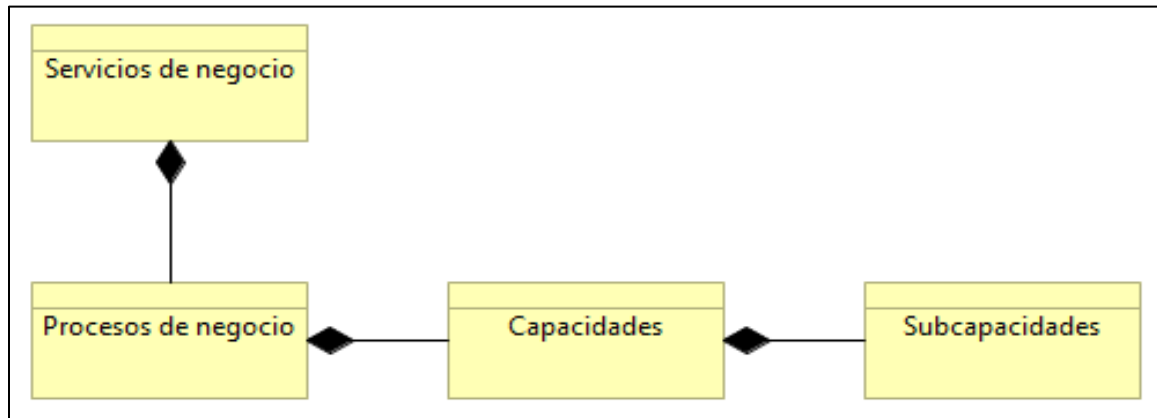 Servicios de negocio
Procesos de negocio
Capacidades
Subcapacidades